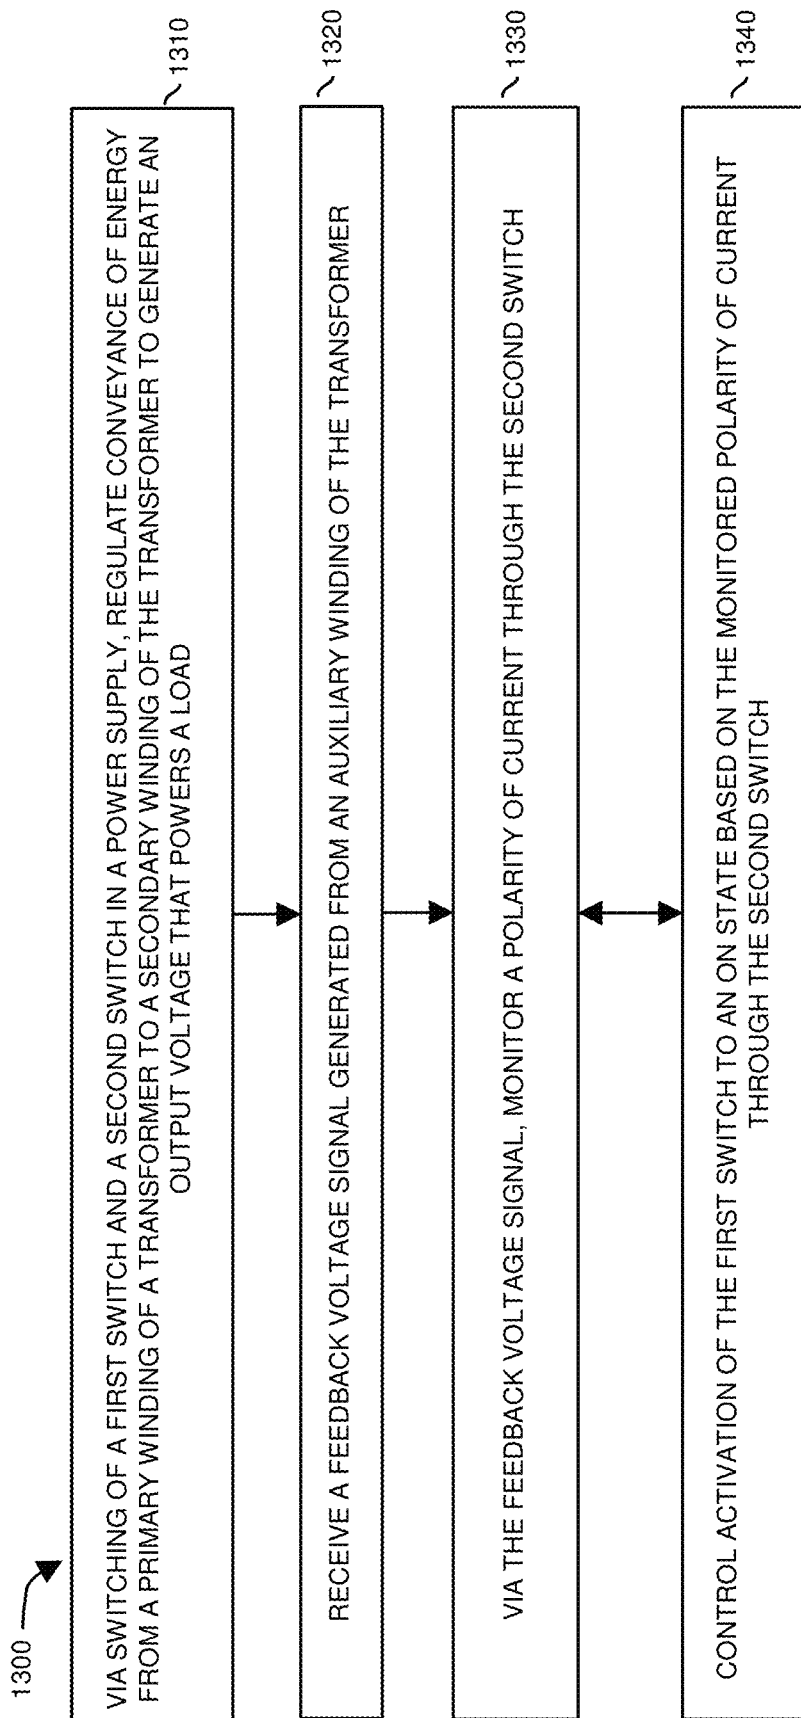 1300
VIA SWITCHING OF A FIRST SWITCH AND A SECOND SWITCH IN A POWER SUPPLY, REGULATE CONVEYANCE OF ENERGY
FROM A PRIMARY WINDING OF A TRANSFORMER TO A SECONDARY WINDING OF THE TRANSFORMER TO GENERATE AN
OUTPUT VOLTAGE THAT POWERS A LOAD
1310
RECEIVE A FEEDBACK VOLTAGE SIGNAL GENERATED FROM AN AUXILIARY WINDING OF THE TRANSFORMER
1320
VIA THE FEEDBACK VOLTAGE SIGNAL, MONITOR A POLARITY OF CURRENT THROUGH THE SECOND SWITCH
1330
CONTROL ACTIVATION OF THE FIRST SWITCH TO AN ON STATE BASED ON THE MONITORED POLARITY OF CURRENT
THROUGH THE SECOND SWITCH
1340